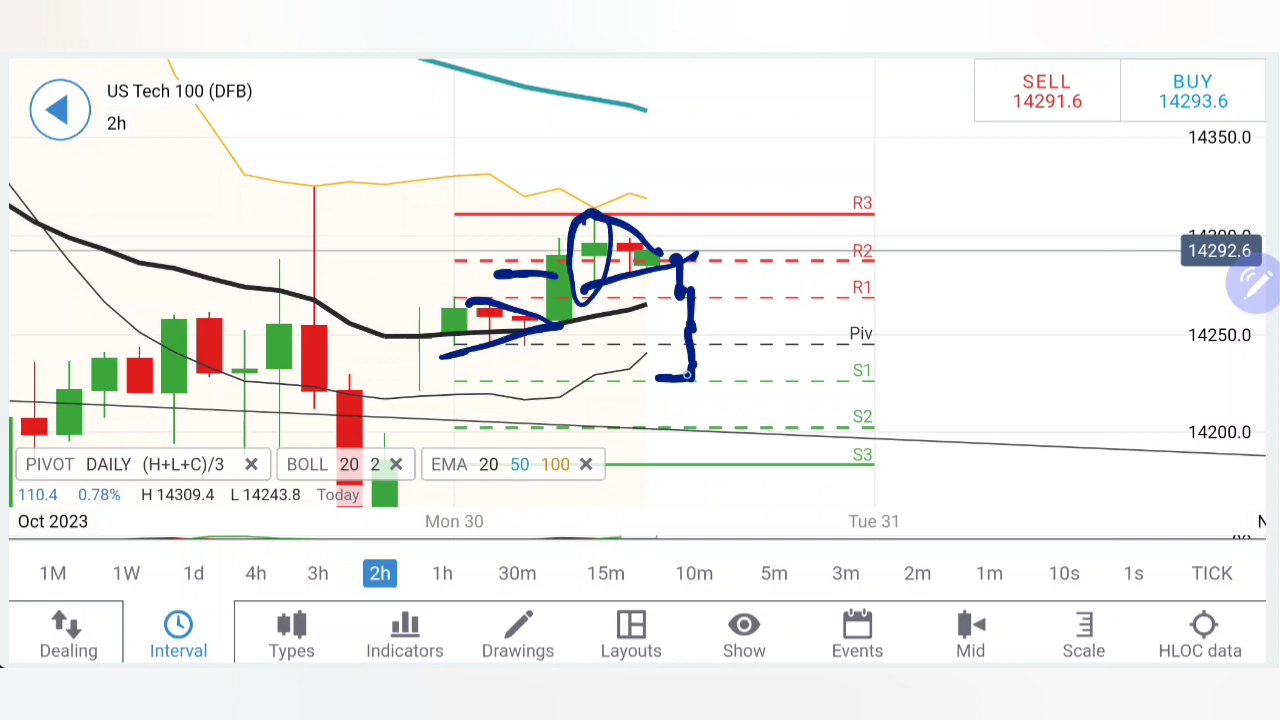 US Tech 100 (DFB)
2h
SELL
14291.6
BUY
14293.6
14350.0
R3
R2
14292.6
R1
Piv
14250.0
S1
S2
14200.0
S3
PIVOT DAILY (H+L+C)/3
BOLL 20 2
EMA 20 50 100
110.4 0.78% H 14309.4 L 14243.8 Today
Oct 2023
Mon 30
Tue 31
1M 1W 1d 4h 3h 2h 1h 30m 15m 10m 5m 3m 2m 1m 10s 1s TICK
Dealing Interval Types Indicators Drawings Layouts Show Events Mid Scale HLOC data